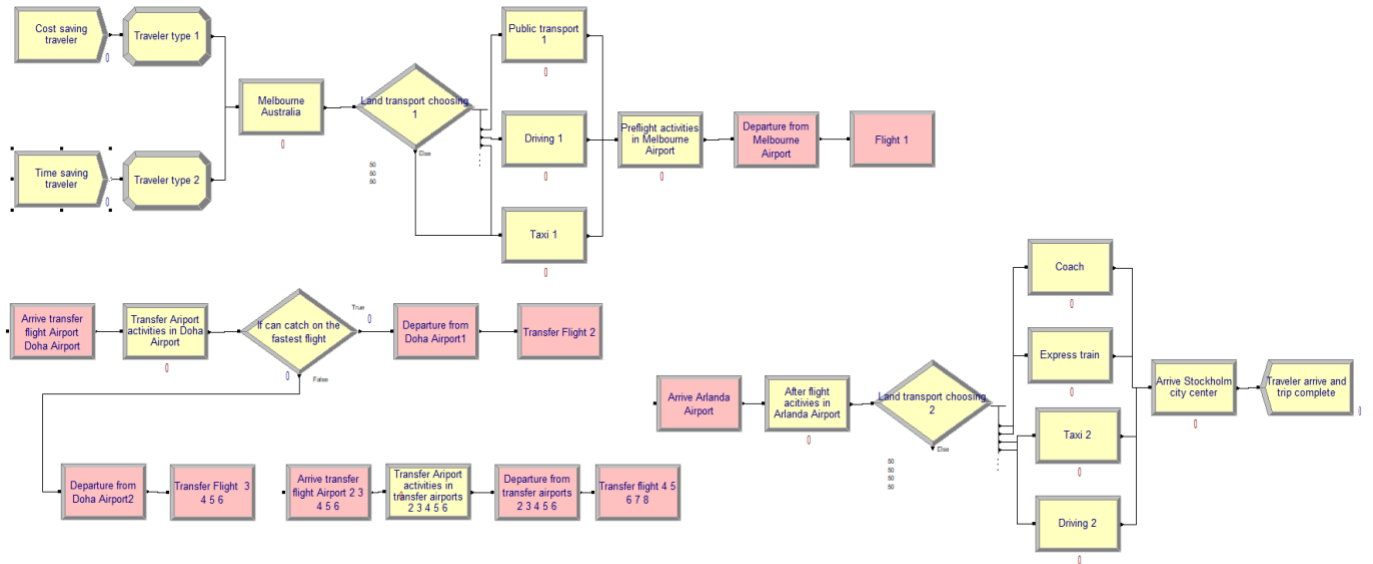 Cost saving
traveler
0
Traveler type 1
Time saving
traveler
0
Traveler type 2
Melbourne
Australia
0
Land transport choosing
1
Else
50
50
50
Public transport
1
0
Driving 1
0
Taxi 1
0
Preflight activities
in Melbourne
Airport
0
Departure from
Melbourne
Airport
Flight 1
Arrive transfer
flight Airport
Doha Airport
Transfer Ariport
activities in Doha
Airport
0
If can catch on the
fastest flight
True
0
0
False
Departure from
Doha Airport1
Transfer Flight 2
Departure from
Doha Airport2
Transfer Flight 3
4 5 6
Arrive transfer
flight Airport 2 3
4 5 6
Transfer Ariport
activities in
transfer airports
2 3 4 5 6
Departure from
transfer airports
2 3 4 5 6
Transfer flight 4 5
6 7 8
Arrive Arlanda
Airport
After flight
acitivies in
Arlanda Airport
0
Land transport choosing
2
Else
50
50
50
50
Coach
0
Express train
0
Taxi 2
0
Driving 2
0
Arrive Stockholm
city center
0
Traveler arrive and
trip complete
0